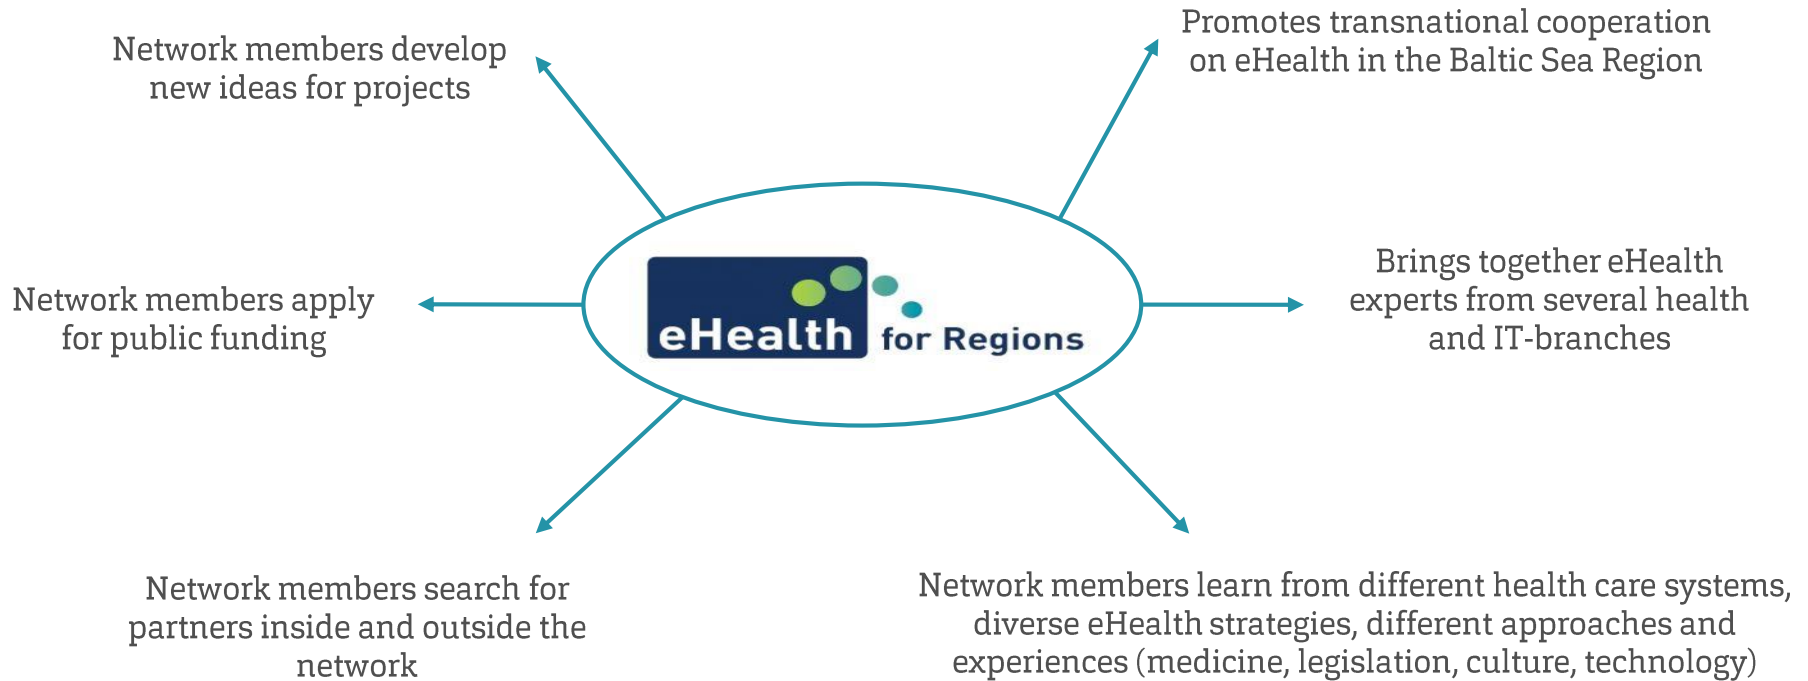 Network members develop
new ideas for projects
Promotes transnational cooperation
on eHealth in the Baltic Sea Region
Network members apply
for public funding
eHealth for Regions
Brings together eHealth
experts from several health
and IT-branches
Network members search for
partners inside and outside the
network
Network members learn from different health care systems,
diverse eHealth strategies, different approaches and
experiences (medicine, legislation, culture, technology)